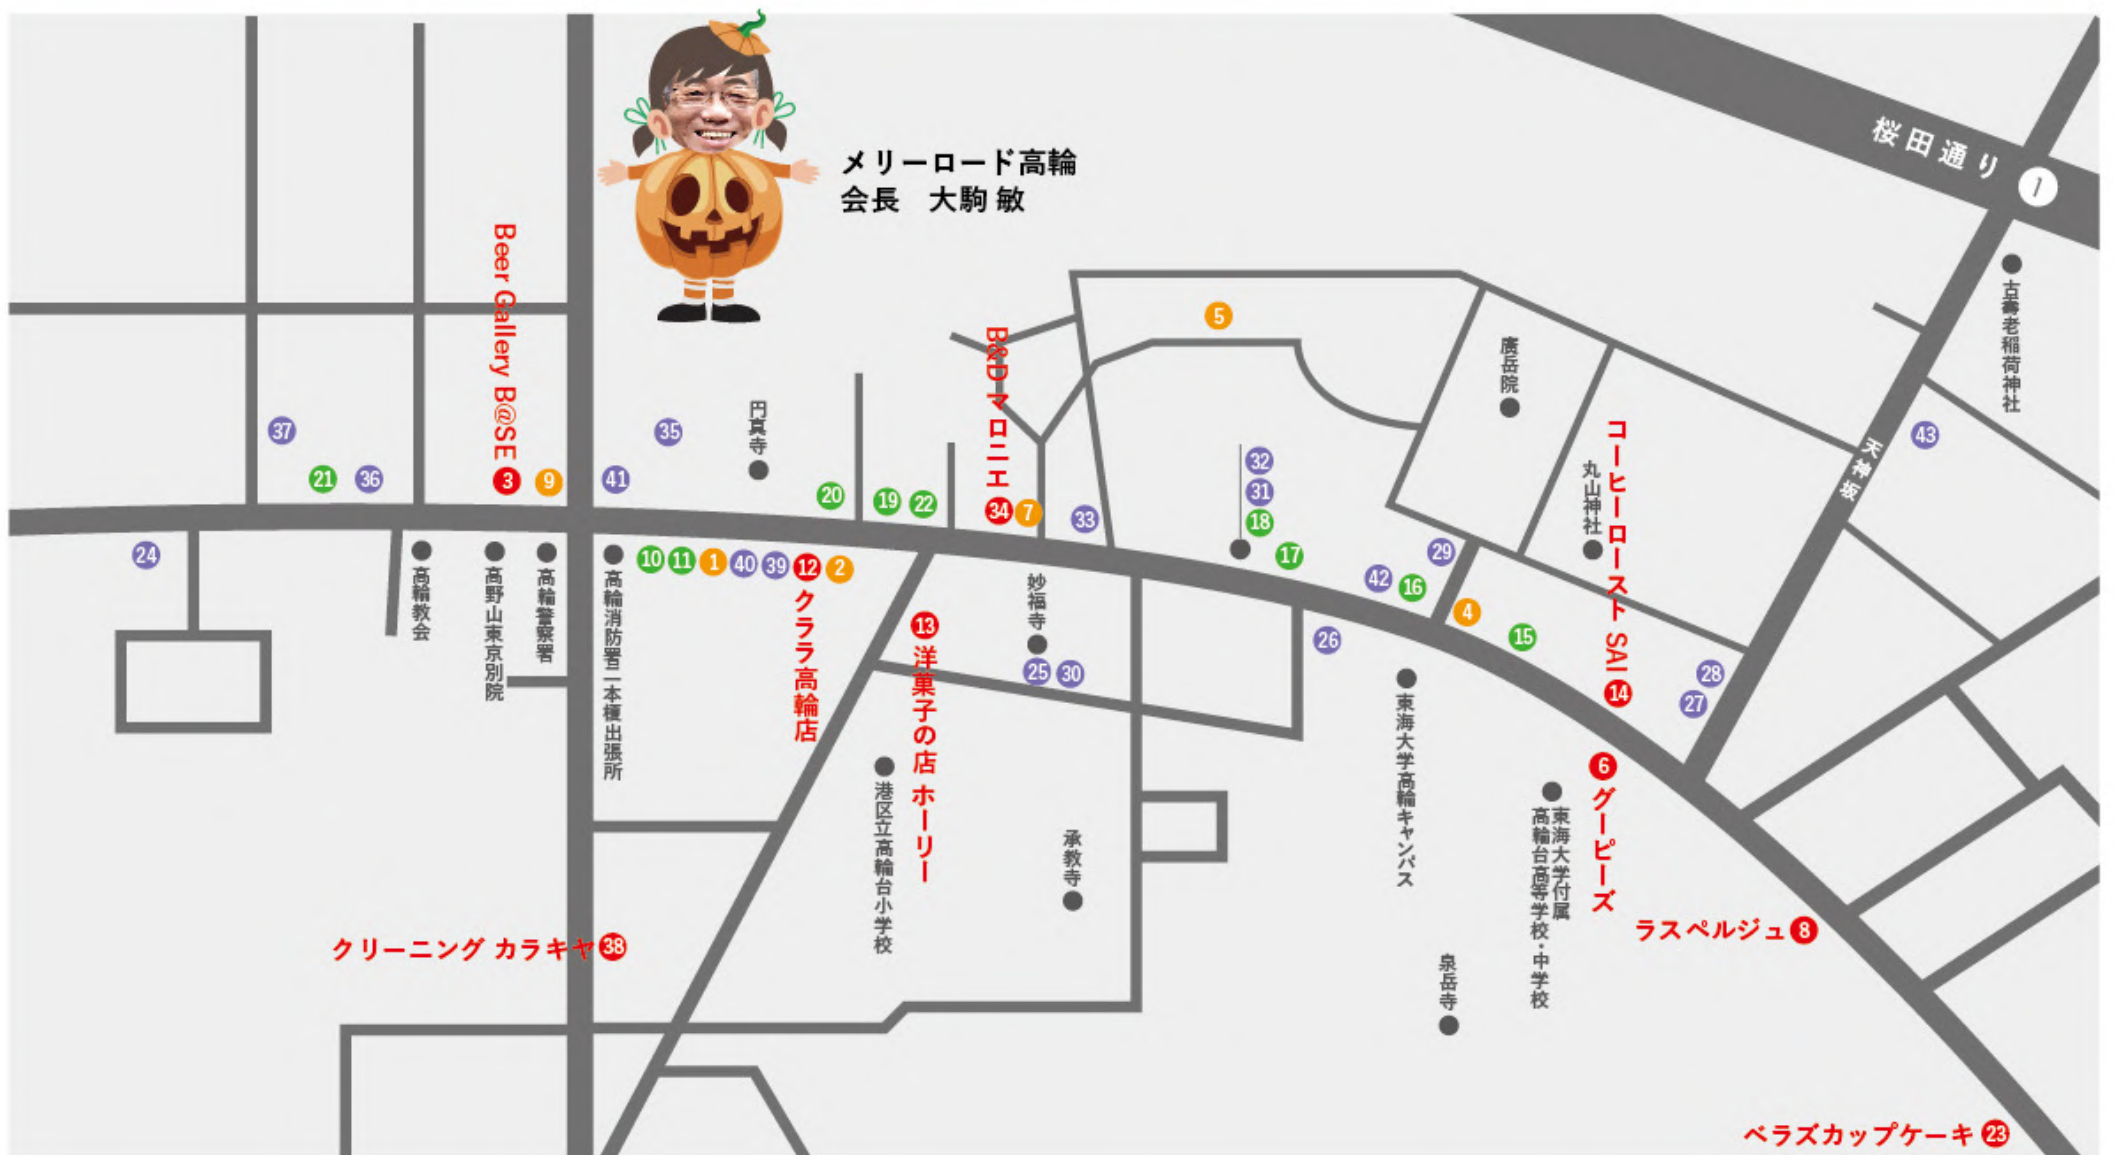 メリーロード高輪
会長 大駒 敏
桜田通り
1
天神坂
古壽老稲荷神社
43
Beer Gallery B@SE
3
9
37
21
36
41
35
円真寺
20
19
22
B&Dマロニエ
34
7
33
5
32
31
18
17
廣岳院
丸山神社
コーヒーロースト SAI
14
29
42
16
4
15
28
27
24
高輪教会
高野山東京別院
高輪警察署
高輪消防署二本榎出張所
10
11
1
40
39
12
2
クララ高輪店
13
洋菓子の店 ホーリー
妙福寺
25
30
26
東海大学高輪キャンパス
6
グーピーズ
東海大学付属
高輪台高等学校・中学校
港区立高輪台小学校
承教寺
泉岳寺
クリーニング カラキヤ
38
ラスペルジュ
8
ベラズカップケーキ
23